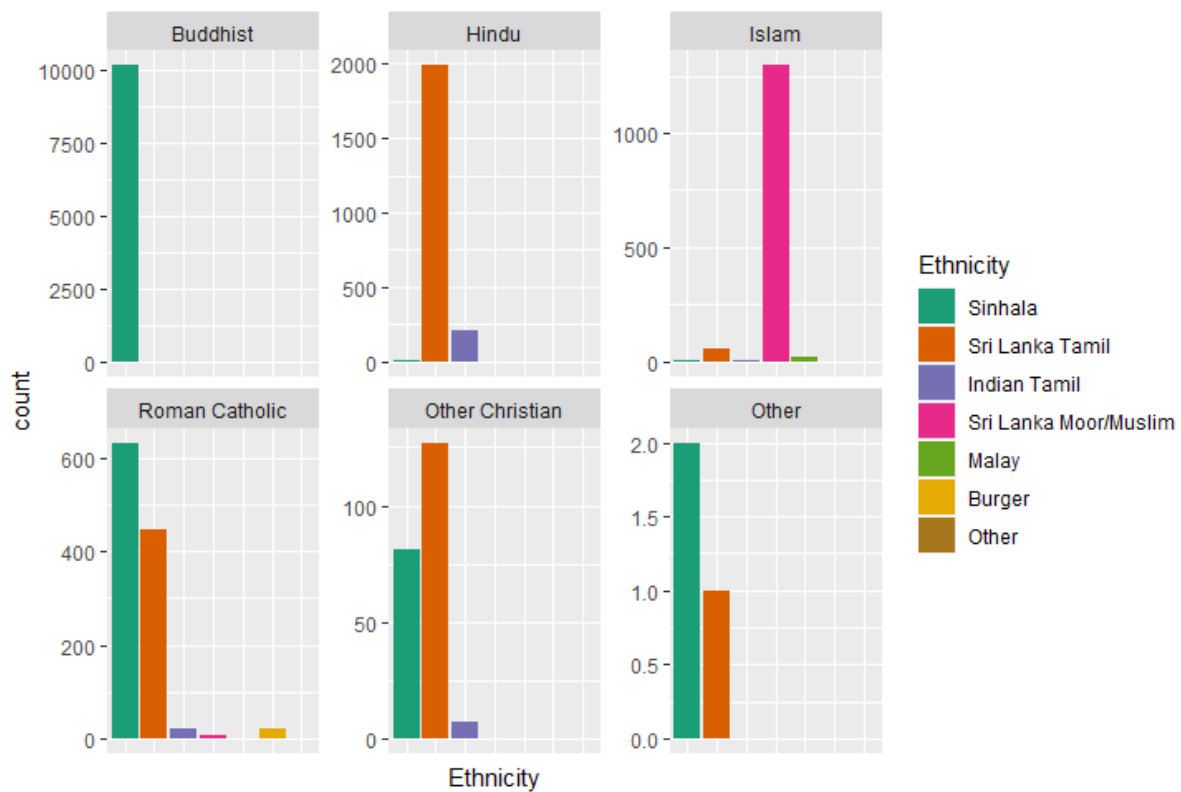 Buddhist
Hindu
Islam
10000
7500
5000
2500
0
2000
1500
1000
500
0
1000
500
0
Roman Catholic
Other Christian
Other
600
400
200
0
100
50
0
2.0
1.5
1.0
0.5
0.0
count
Ethnicity
Ethnicity
Sinhala
Sri Lanka Tamil
Indian Tamil
Sri Lanka Moor/Muslim
Malay
Burger
Other